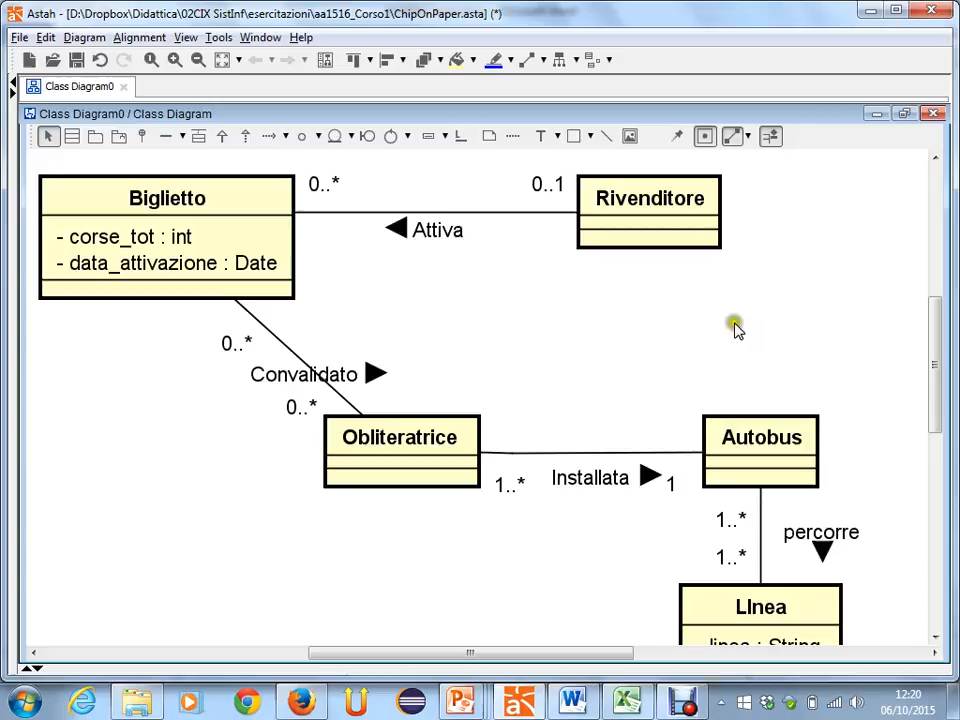 Astah - [D:\Dropbox\Didattica\02CIX SistInf\esercitazioni\aa1516_Corso1\ChipOnPaper.asta] (*)
File Edit Diagram Alignment View Tools Window Help
Class Diagram0
Class Diagram0 / Class Diagram
Biglietto
- corse_tot : int
- data_attivazione : Date
0..*
0..1
Attiva
Rivenditore
0..*
Convalidato
0..*
Obliteratrice
1..*
Installata
1
Autobus
1..*
percorre
1..*
LInea
linea : String
12:20
06/10/2015